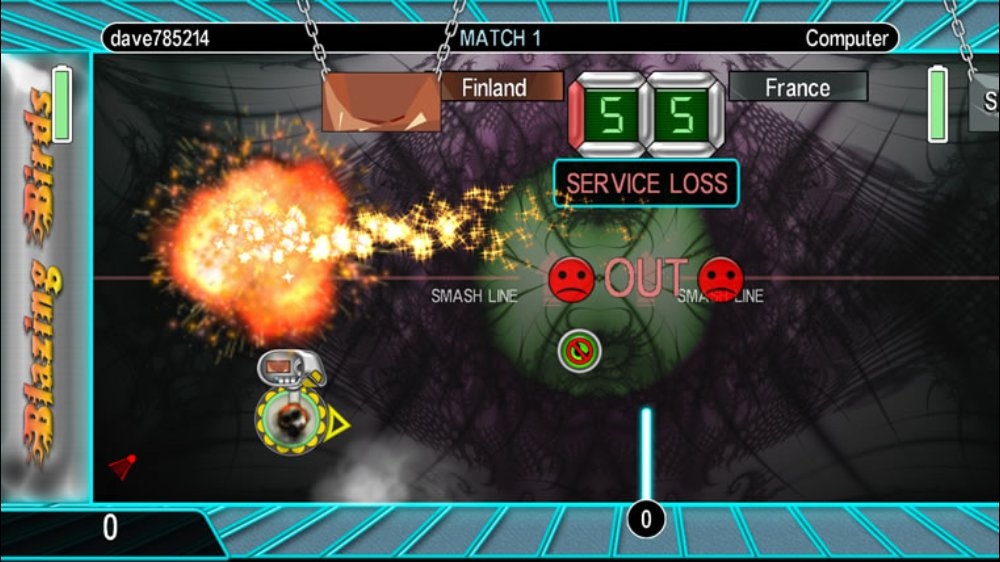 dave785214
MATCH 1
Computer
Finland
5 5
France
S
Blazing Birds
SERVICE LOSS
OUT
SMASH LINE
SMASH LINE
0
0